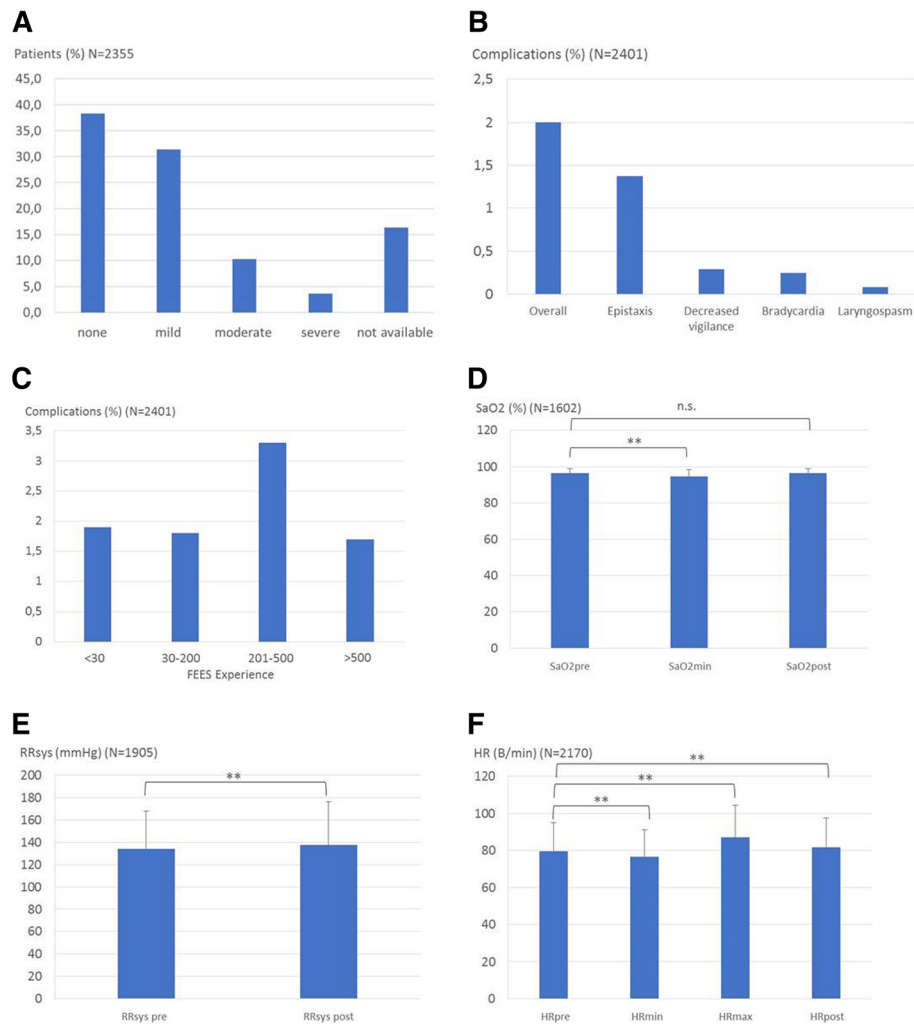 A
Patients (%) N=2355
45,0
40,0
35,0
30,0
25,0
20,0
15,0
10,0
5,0
0,0
none mild moderate severe not available
B
Complications (%) (N=2401)
2,5
2
1,5
1
0,5
0
Overall Epistaxis Decreased vigilance Bradycardia Laryngospasm
C
Complications (%) (N=2401)
3,5
3
2,5
2
1,5
1
0,5
0
<30 30-200 201-500 >500
FEES Experience
D
SaO2 (%) (N=1602)
n.s.
**
120
100
80
60
40
20
0
SaO2pre SaO2min SaO2post
E
RRsys (mmHg) (N=1905)
**
200
180
160
140
120
100
80
60
40
20
0
RRsys pre RRsys post
F
HR (B/min) (N=2170)
**
**
**
120
100
80
60
40
20
0
HRpre HRmin HRmax HRpost